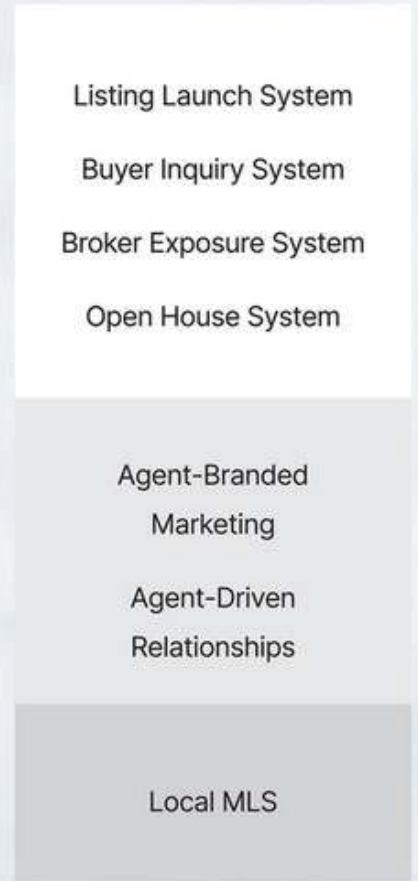 Listing Launch System
Buyer Inquiry System
Broker Exposure System
Open House System
Agent-Branded
Marketing
Agent-Driven
Relationships
Local MLS